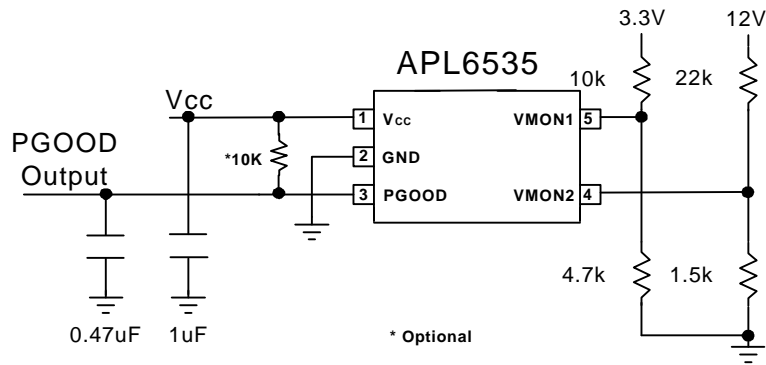 3.3V 12V
APL6535
10k 22k
Vcc
1 Vcc VMON1 5
PGOOD
Output
*10K
2 GND
3 PGOOD VMON2 4
4.7k 1.5k
0.47uF 1uF
* Optional